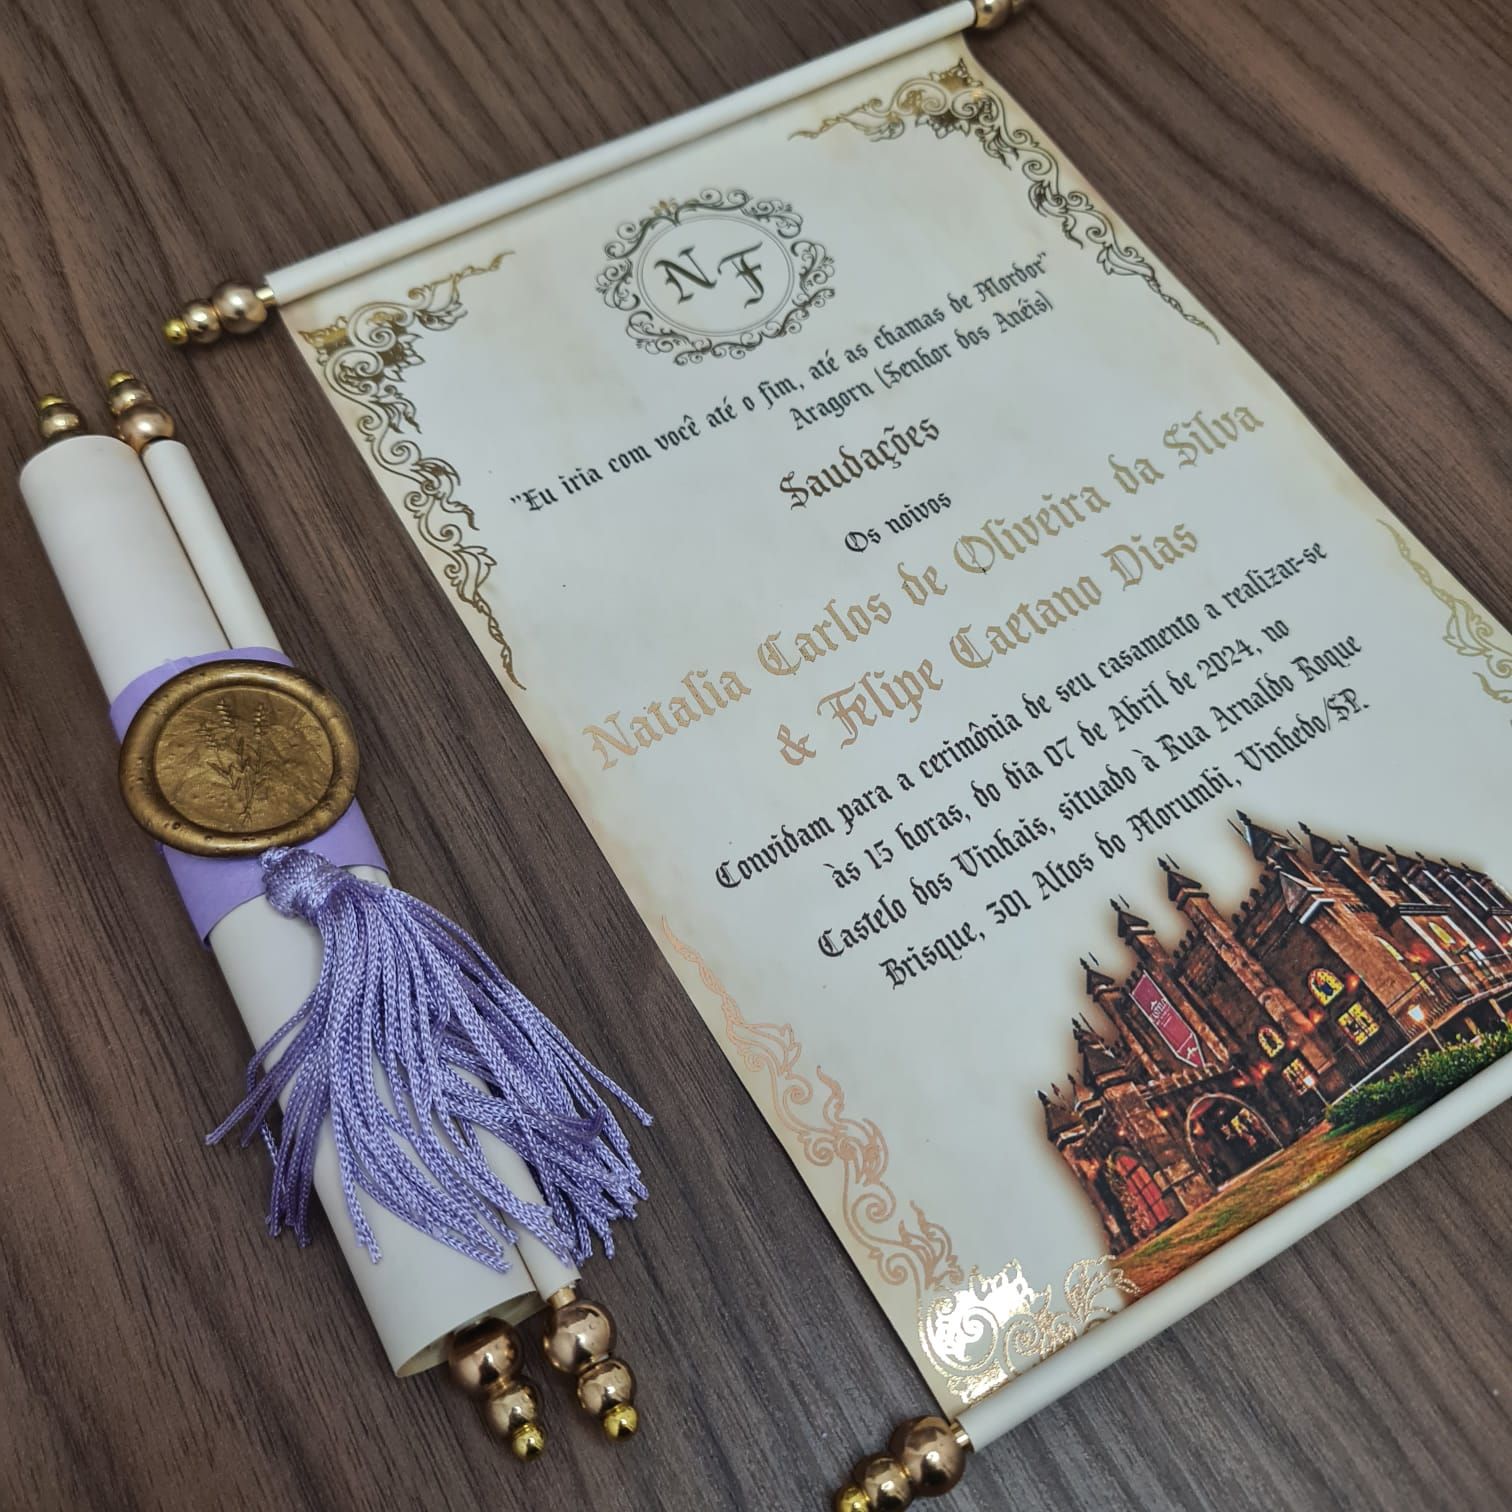 N F
"Eu iria com você até o fim, até as chamas de Mordor"
Aragorn (Senhor dos Anéis)
Saudações
Os noivos
Natalia Carlos de Oliveira da Silva
& Felipe Caetano Dias
Convidam para a cerimônia de seu casamento a realizar-se
às 15 horas, do dia 07 de Abril de 2024, no
Castelo dos Vinhais, situado à Rua Arnaldo Roque
Brisque, 301 Altos do Morumbi, Vinhedo/SP.